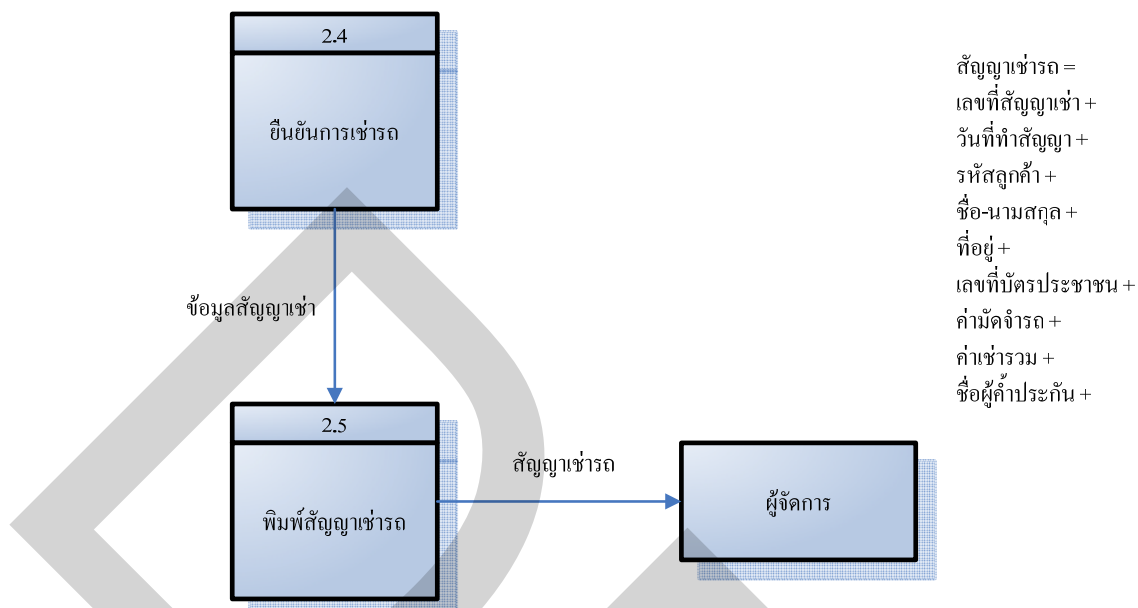 2.4
ยืนยันการเช่ารถ
ข้อมูลสัญญาเช่า
2.5
พิมพ์สัญญาเช่ารถ
สัญญาเช่ารถ
ผู้จัดการ
สัญญาเช่ารถ =
เลขที่สัญญาเช่า +
วันที่ทำสัญญา +
รหัสลูกค้า +
ชื่อ-นามสกุล +
ที่อยู่ +
เลขที่บัตรประชาชน +
ค่ามัดจำรถ +
ค่าเช่ารวม +
ชื่อผู้ค้ำประกัน +